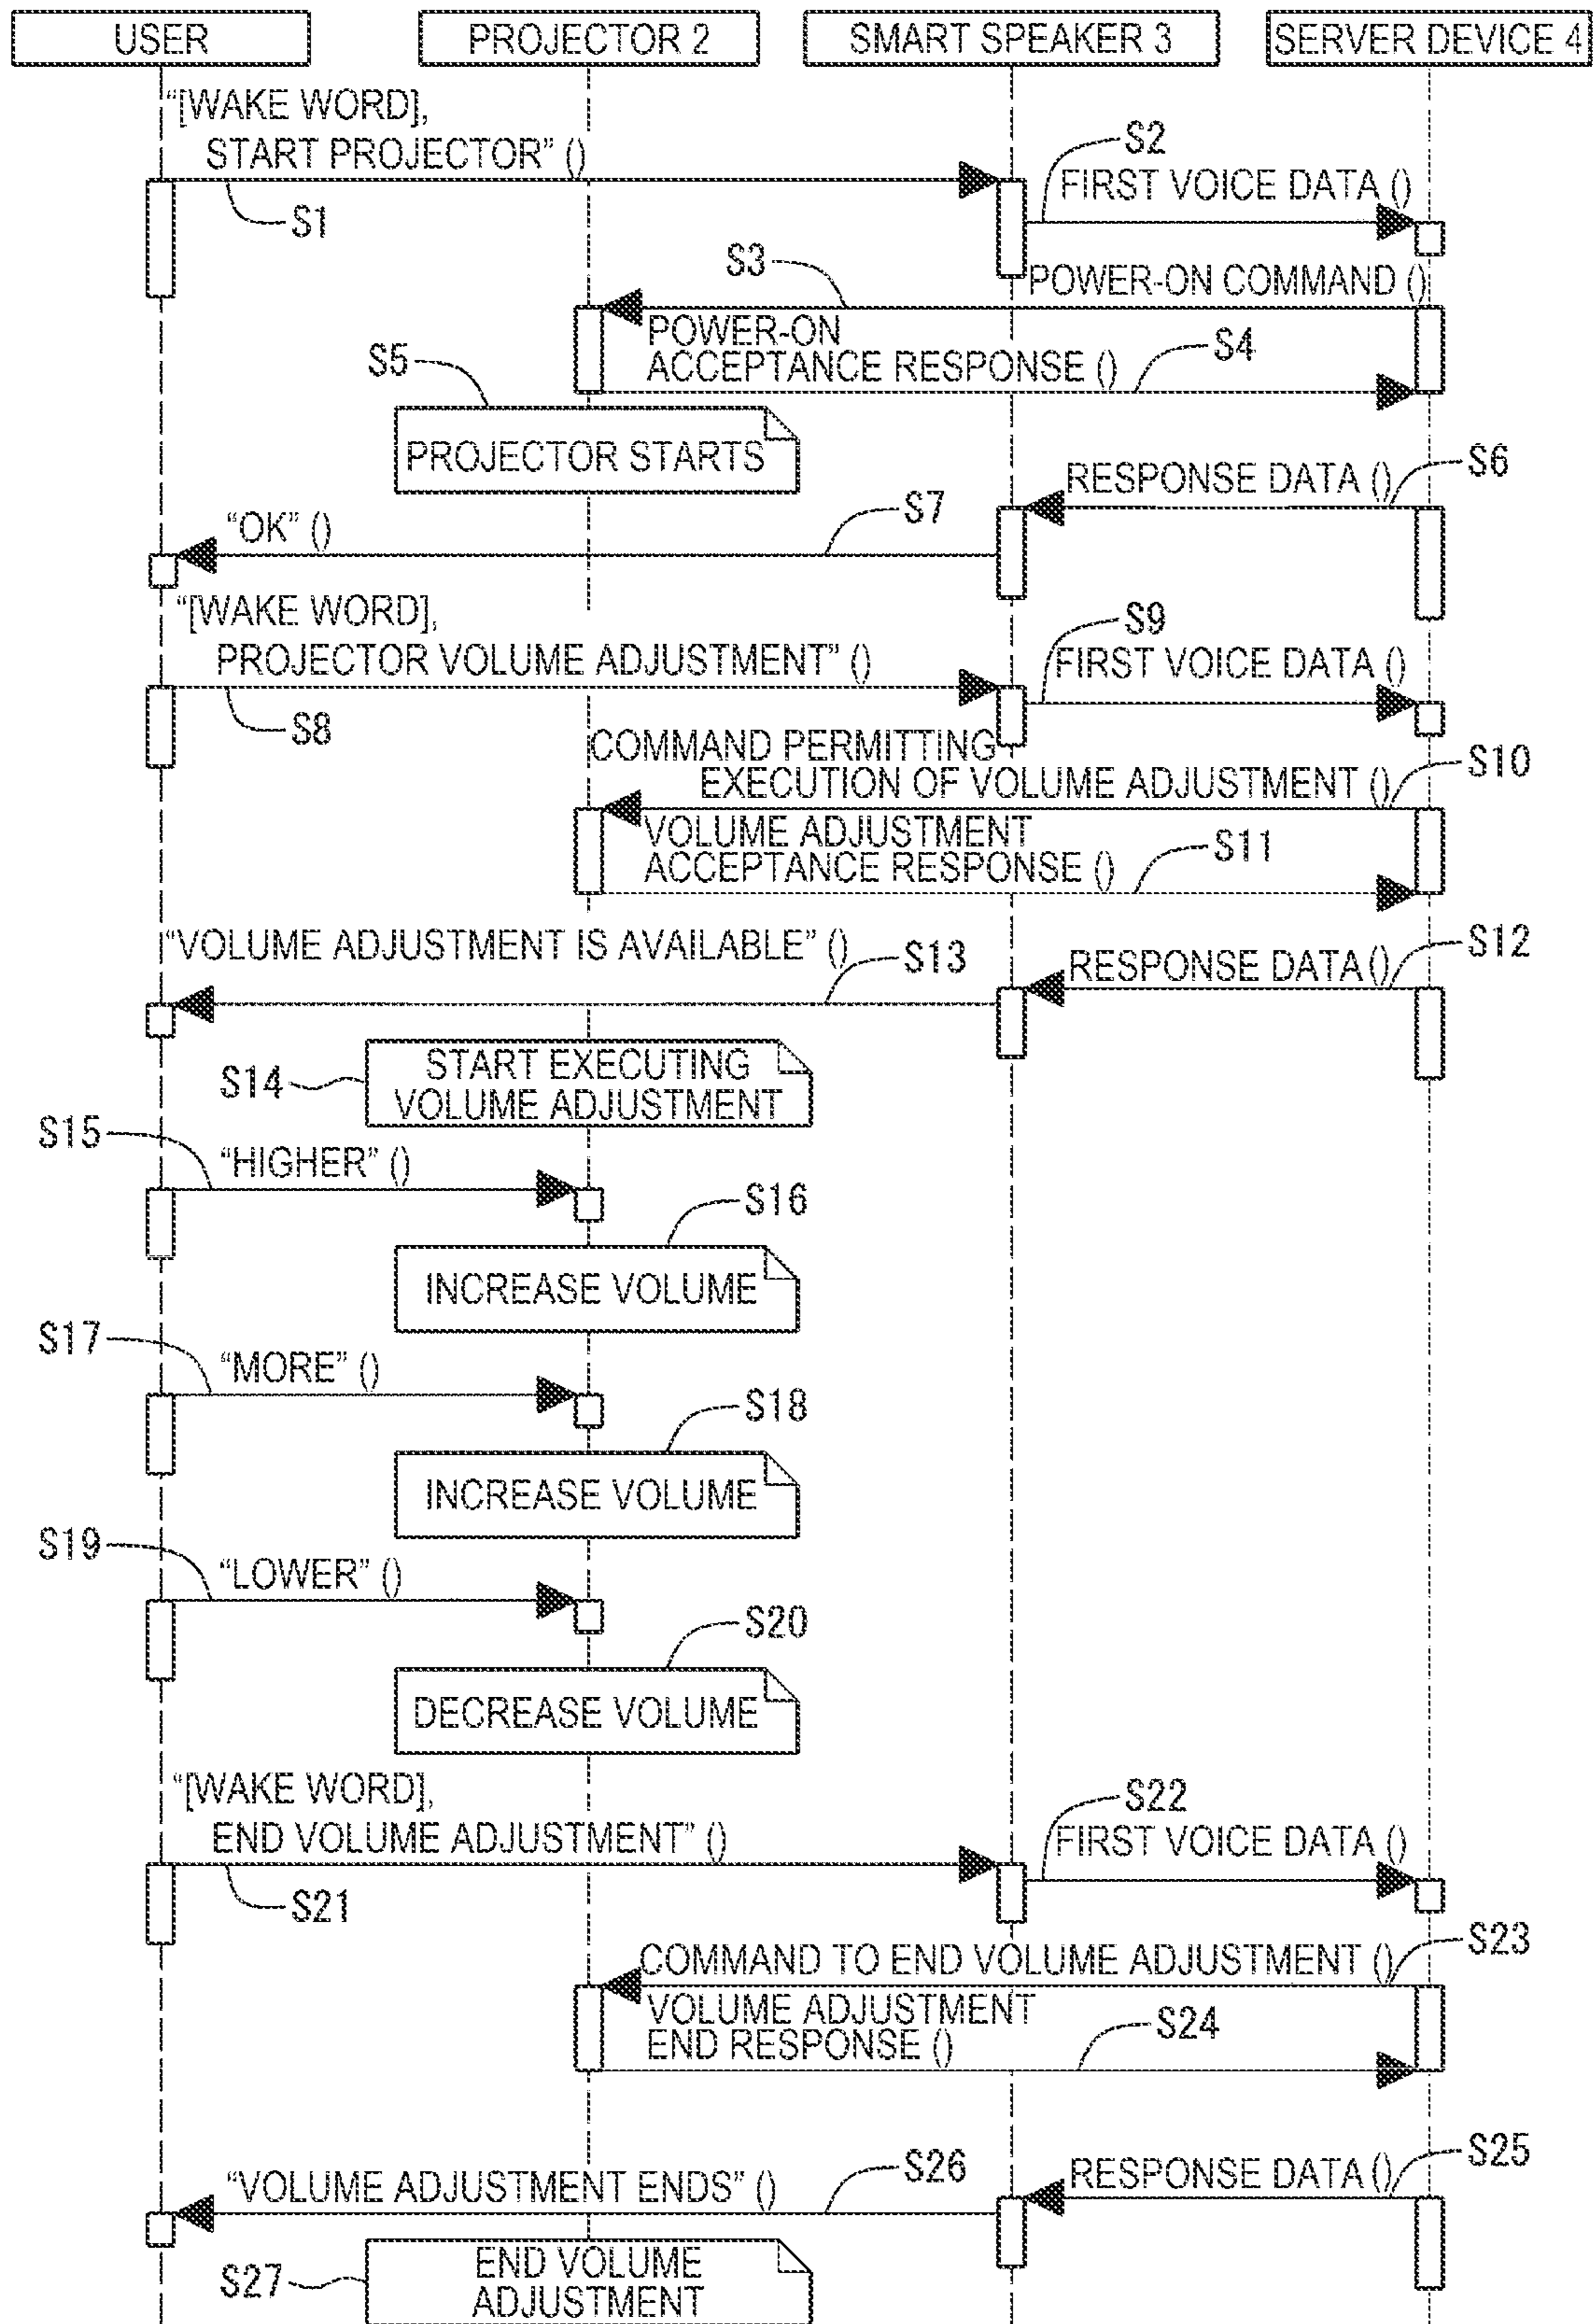 USER
PROJECTOR 2
SMART SPEAKER 3
SERVER DEVICE 4
“[WAKE WORD],
START PROJECTOR” ()
S1
S2
FIRST VOICE DATA ()
S3
POWER-ON COMMAND ()
POWER-ON
ACCEPTANCE RESPONSE ()
S4
S5
PROJECTOR STARTS
S6
RESPONSE DATA ()
S7
“OK” ()
“[WAKE WORD],
PROJECTOR VOLUME ADJUSTMENT” ()
S8
S9
FIRST VOICE DATA ()
COMMAND PERMITTING
EXECUTION OF VOLUME ADJUSTMENT ()
S10
VOLUME ADJUSTMENT
ACCEPTANCE RESPONSE ()
S11
“VOLUME ADJUSTMENT IS AVAILABLE” ()
S13
RESPONSE DATA ()
S12
S14
START EXECUTING
VOLUME ADJUSTMENT
S15
“HIGHER” ()
S16
INCREASE VOLUME
S17
“MORE” ()
S18
INCREASE VOLUME
S19
“LOWER” ()
S20
DECREASE VOLUME
“[WAKE WORD],
END VOLUME ADJUSTMENT” ()
S21
S22
FIRST VOICE DATA ()
COMMAND TO END VOLUME ADJUSTMENT ()
S23
VOLUME ADJUSTMENT
END RESPONSE ()
S24
“VOLUME ADJUSTMENT ENDS” ()
S26
RESPONSE DATA ()
S25
S27
END VOLUME
ADJUSTMENT